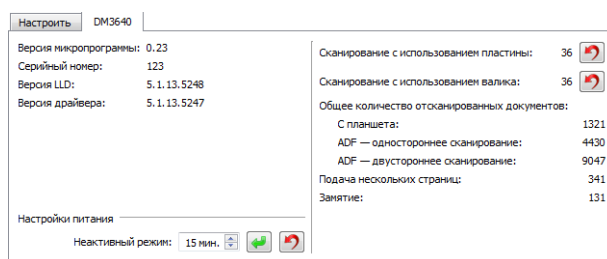 Настроить DM3640
Версия микропрограммы: 0.23
Серийный номер: 123
Версия LLD: 5.1.13.5248
Версия драйвера: 5.1.13.5247
Настройки питания
Неактивный режим: 15 мин.
Сканирование с использованием пластины: 36
Сканирование с использованием валика: 36
Общее количество отсканированных документов:
С планшета: 1321
ADF — одностороннее сканирование: 4430
ADF — двустороннее сканирование: 9047
Подача нескольких страниц: 341
Замятие: 131